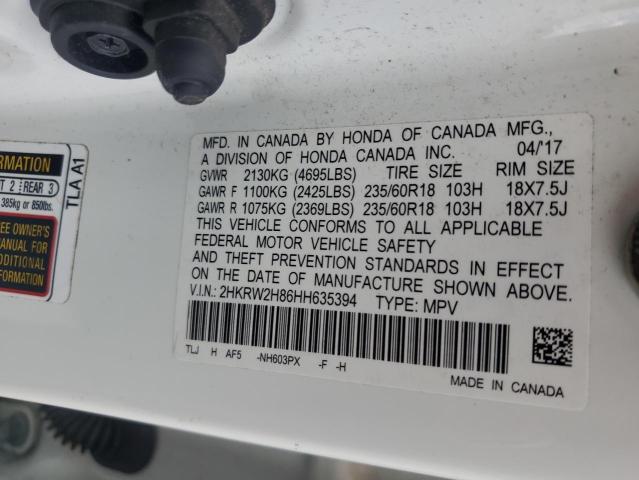 RMATION
T 2 REAR 3
385kg or 850lbs.
EE OWNER'S
MANUAL FOR
ADDITIONAL
NFORMATION
TLA A1
MFD. IN CANADA BY HONDA OF CANADA MFG.,
A DIVISION OF HONDA CANADA INC. 04/'17
GVWR 2130KG (4695LBS) TIRE SIZE RIM SIZE
GAWR F 1100KG (2425LBS) 235/60R18 103H 18X7.5J
GAWR R 1075KG (2369LBS) 235/60R18 103H 18X7.5J
THIS VEHICLE CONFORMS TO ALL APPLICABLE
FEDERAL MOTOR VEHICLE SAFETY
AND THEFT PREVENTION STANDARDS IN EFFECT
ON THE DATE OF MANUFACTURE SHOWN ABOVE.
V.I.N.: 2HKRW2H86HH635394 TYPE: MPV
TLJ H AF5 -NH603PX -F -H
MADE IN CANADA